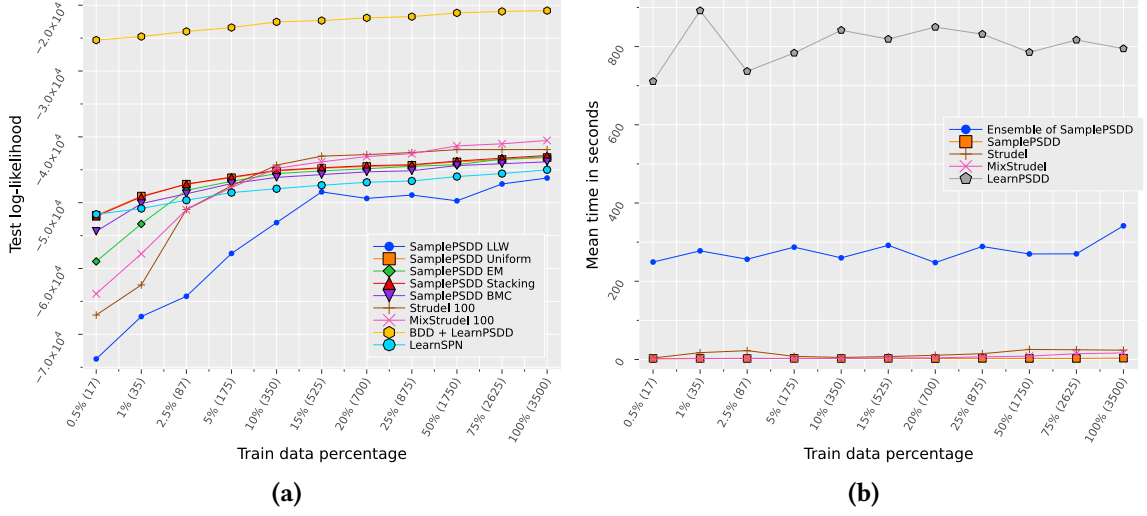 Test log-likelihood
−2.0×10⁴
−3.0×10⁴
−4.0×10⁴
−5.0×10⁴
−6.0×10⁴
−7.0×10⁴
SamplePSDD LLW
SamplePSDD Uniform
SamplePSDD EM
SamplePSDD Stacking
SamplePSDD BMC
Strudel 100
MixStrudel 100
BDD + LearnPSDD
LearnSPN
0.5% (17)
1% (35)
2.5% (87)
5% (175)
10% (350)
15% (525)
20% (700)
25% (875)
50% (1750)
75% (2625)
100% (3500)
Train data percentage
(a)
Mean time in seconds
800
600
400
200
0
Ensemble of SamplePSDD
SamplePSDD
Strudel
MixStrudel
LearnPSDD
0.5% (17)
1% (35)
2.5% (87)
5% (175)
10% (350)
15% (525)
20% (700)
25% (875)
50% (1750)
75% (2625)
100% (3500)
Train data percentage
(b)